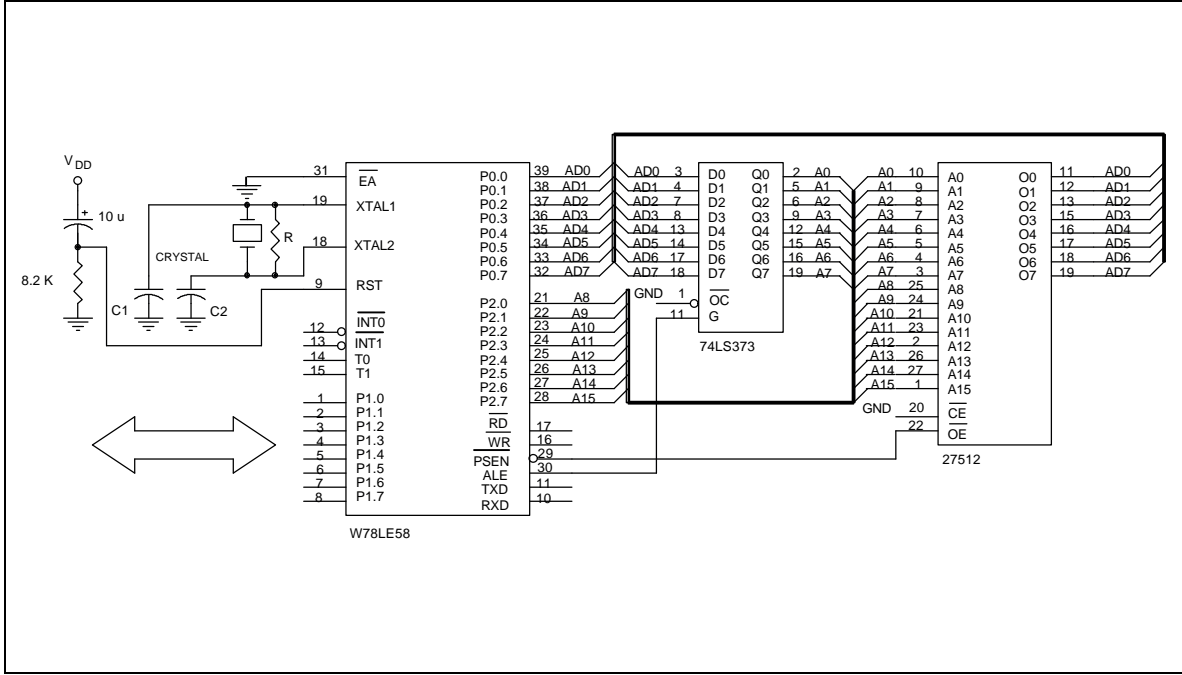 VDD
10 u
8.2 K
CRYSTAL
C1
C2
R
31 EA
19 XTAL1
18 XTAL2
9 RST
12 INT0
13 INT1
14 T0
15 T1
1 P1.0
2 P1.1
3 P1.2
4 P1.3
5 P1.4
6 P1.5
7 P1.6
8 P1.7
P0.0 39 AD0
P0.1 38 AD1
P0.2 37 AD2
P0.3 36 AD3
P0.4 35 AD4
P0.5 34 AD5
P0.6 33 AD6
P0.7 32 AD7
P2.0 21 A8
P2.1 22 A9
P2.2 23 A10
P2.3 24 A11
P2.4 25 A12
P2.5 26 A13
P2.6 27 A14
P2.7 28 A15
RD 17
WR 16
PSEN 29
ALE 30
TXD 11
RXD 10
W78LE58
AD0 3 D0 Q0 2 A0
AD1 4 D1 Q1 5 A1
AD2 7 D2 Q2 6 A2
AD3 8 D3 Q3 9 A3
AD4 13 D4 Q4 12 A4
AD5 14 D5 Q5 15 A5
AD6 17 D6 Q6 16 A6
AD7 18 D7 Q7 19 A7
GND 1 OC
11 G
74LS373
A0 10 A0
A1 9 A1
A2 8 A2
A3 7 A3
A4 6 A4
A5 5 A5
A6 4 A6
A7 3 A7
A8 25 A8
A9 24 A9
A10 21 A10
A11 23 A11
A12 2 A12
A13 26 A13
A14 27 A14
A15 1 A15
GND 20 CE
22 OE
O0 11 AD0
O1 12 AD1
O2 13 AD2
O3 15 AD3
O4 16 AD4
O5 17 AD5
O6 18 AD6
O7 19 AD7
27512